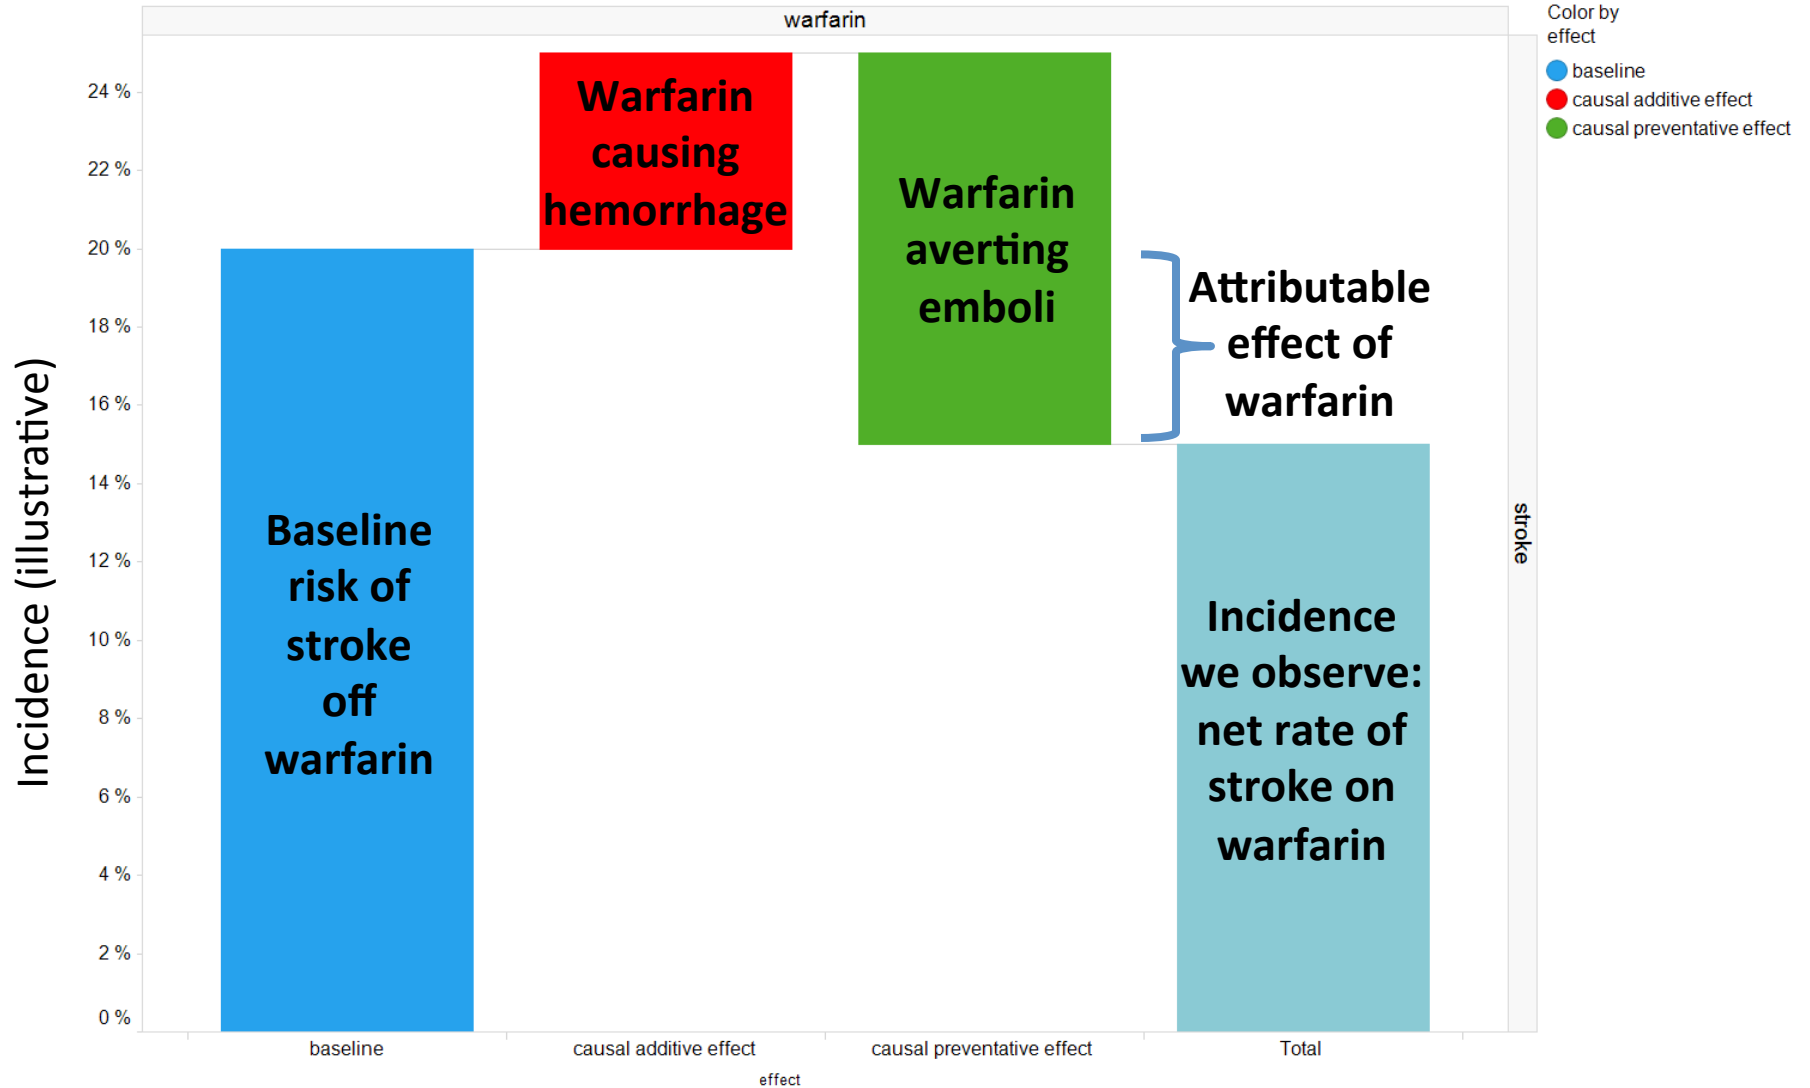 warfarin
Color by
effect
baseline
causal additive effect
causal preventative effect
Incidence (illustrative)
24 %
22 %
20 %
18 %
16 %
14 %
12 %
10 %
8 %
6 %
4 %
2 %
0 %
Baseline
risk of
stroke
off
warfarin
Warfarin
causing
hemorrhage
Warfarin
averting
emboli
Attributable
effect of
warfarin
Incidence
we observe:
net rate of
stroke on
warfarin
stroke
baseline
causal additive effect
causal preventative effect
Total
effect